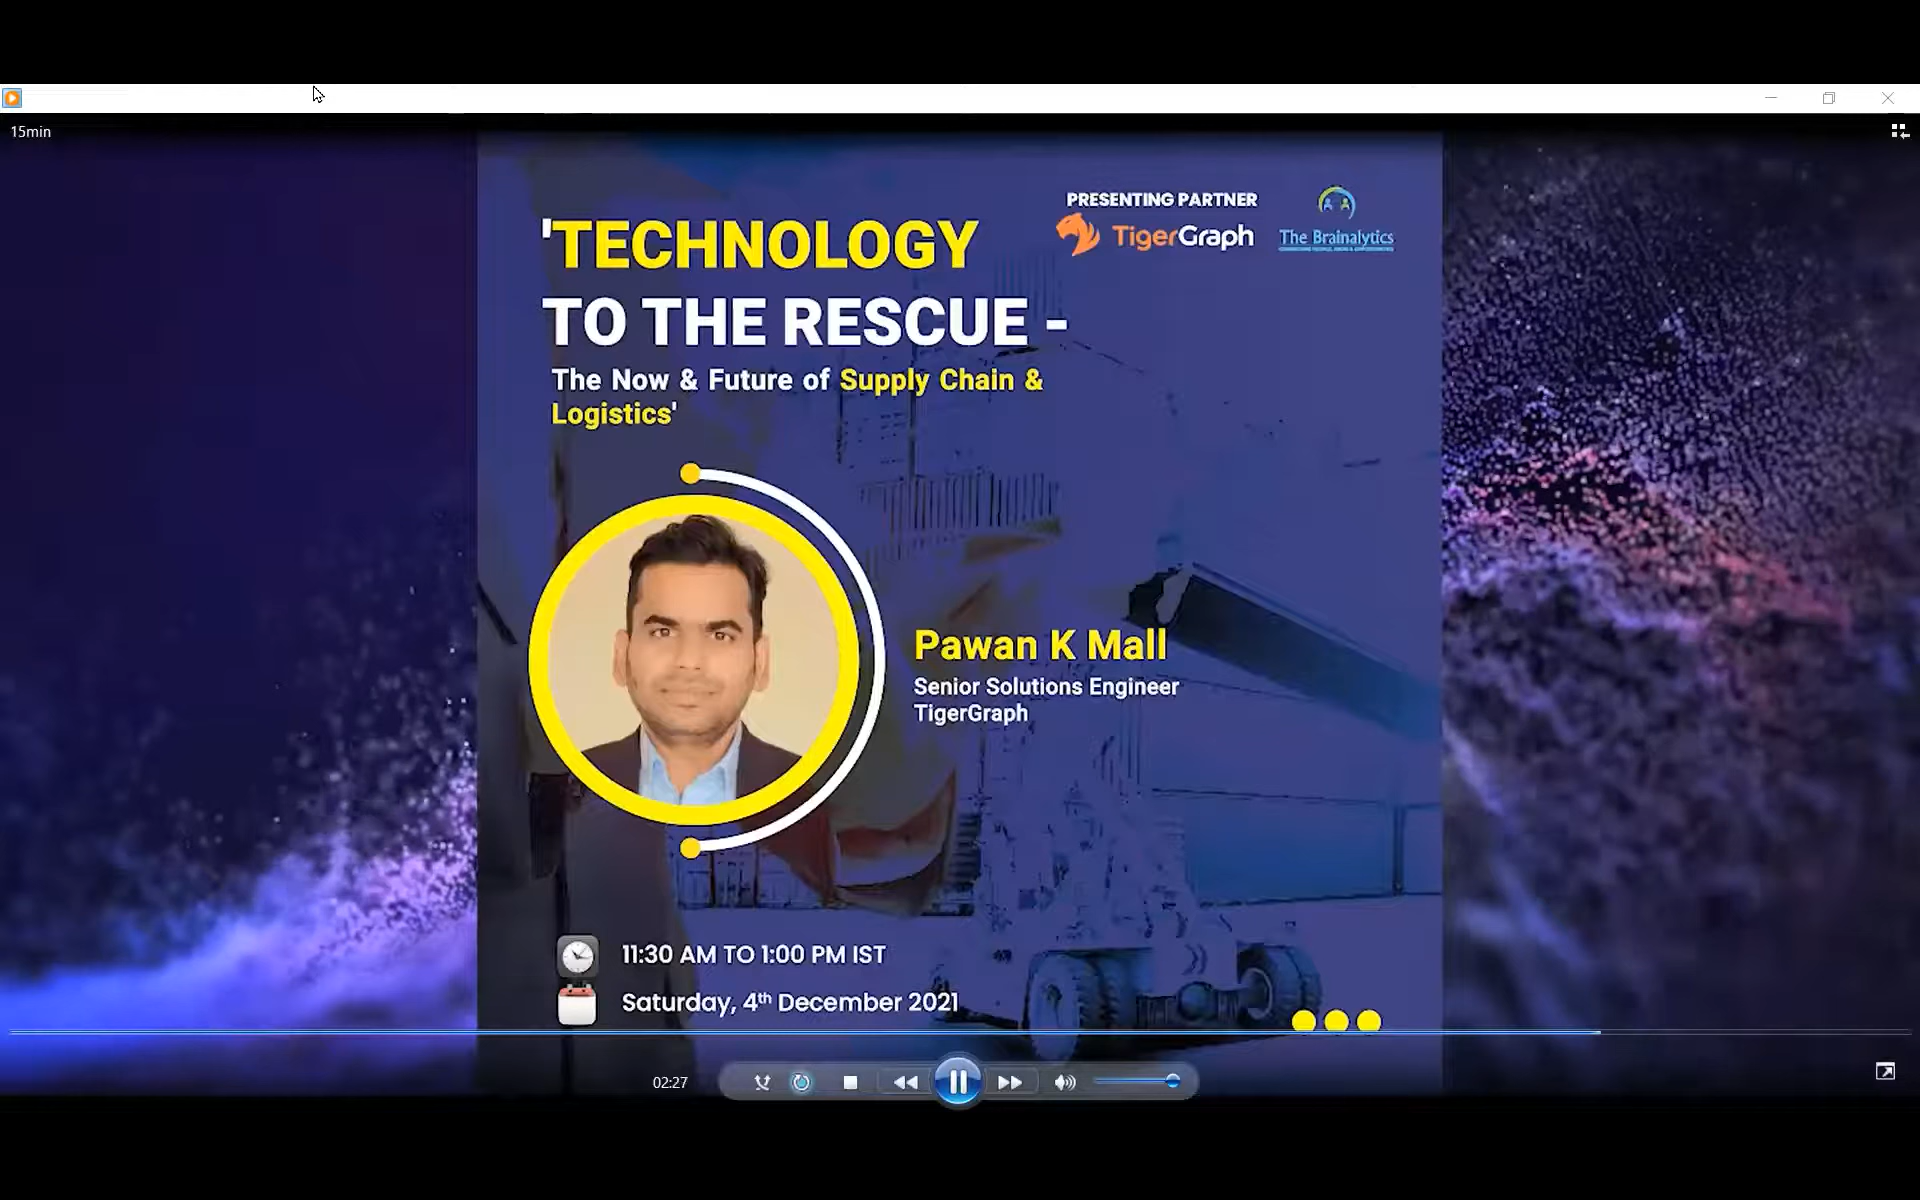 15min
PRESENTING PARTNER
TigerGraph
The Brainalytics
'TECHNOLOGY
TO THE RESCUE -
The Now & Future of Supply Chain &
Logistics'
Pawan K Mall
Senior Solutions Engineer
TigerGraph
11:30 AM TO 1:00 PM IST
Saturday, 4th December 2021
02:27